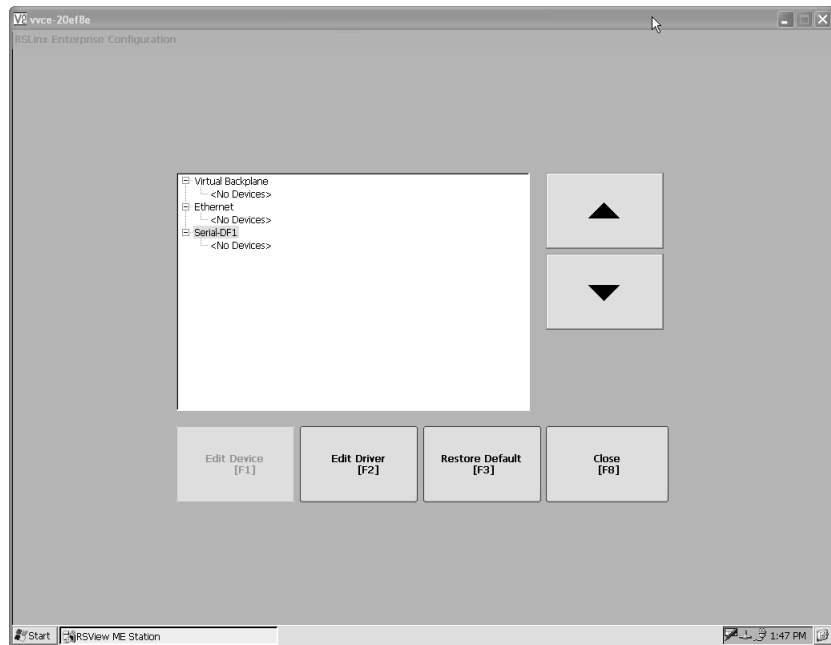 vvce-20ef8e
RSLinx Enterprise Configuration
Virtual Backplane
<No Devices>
Ethernet
<No Devices>
Serial-DF1
<No Devices>
Edit Device
[F1]
Edit Driver
[F2]
Restore Default
[F3]
Close
[F8]
Start
RSView ME Station
1:47 PM